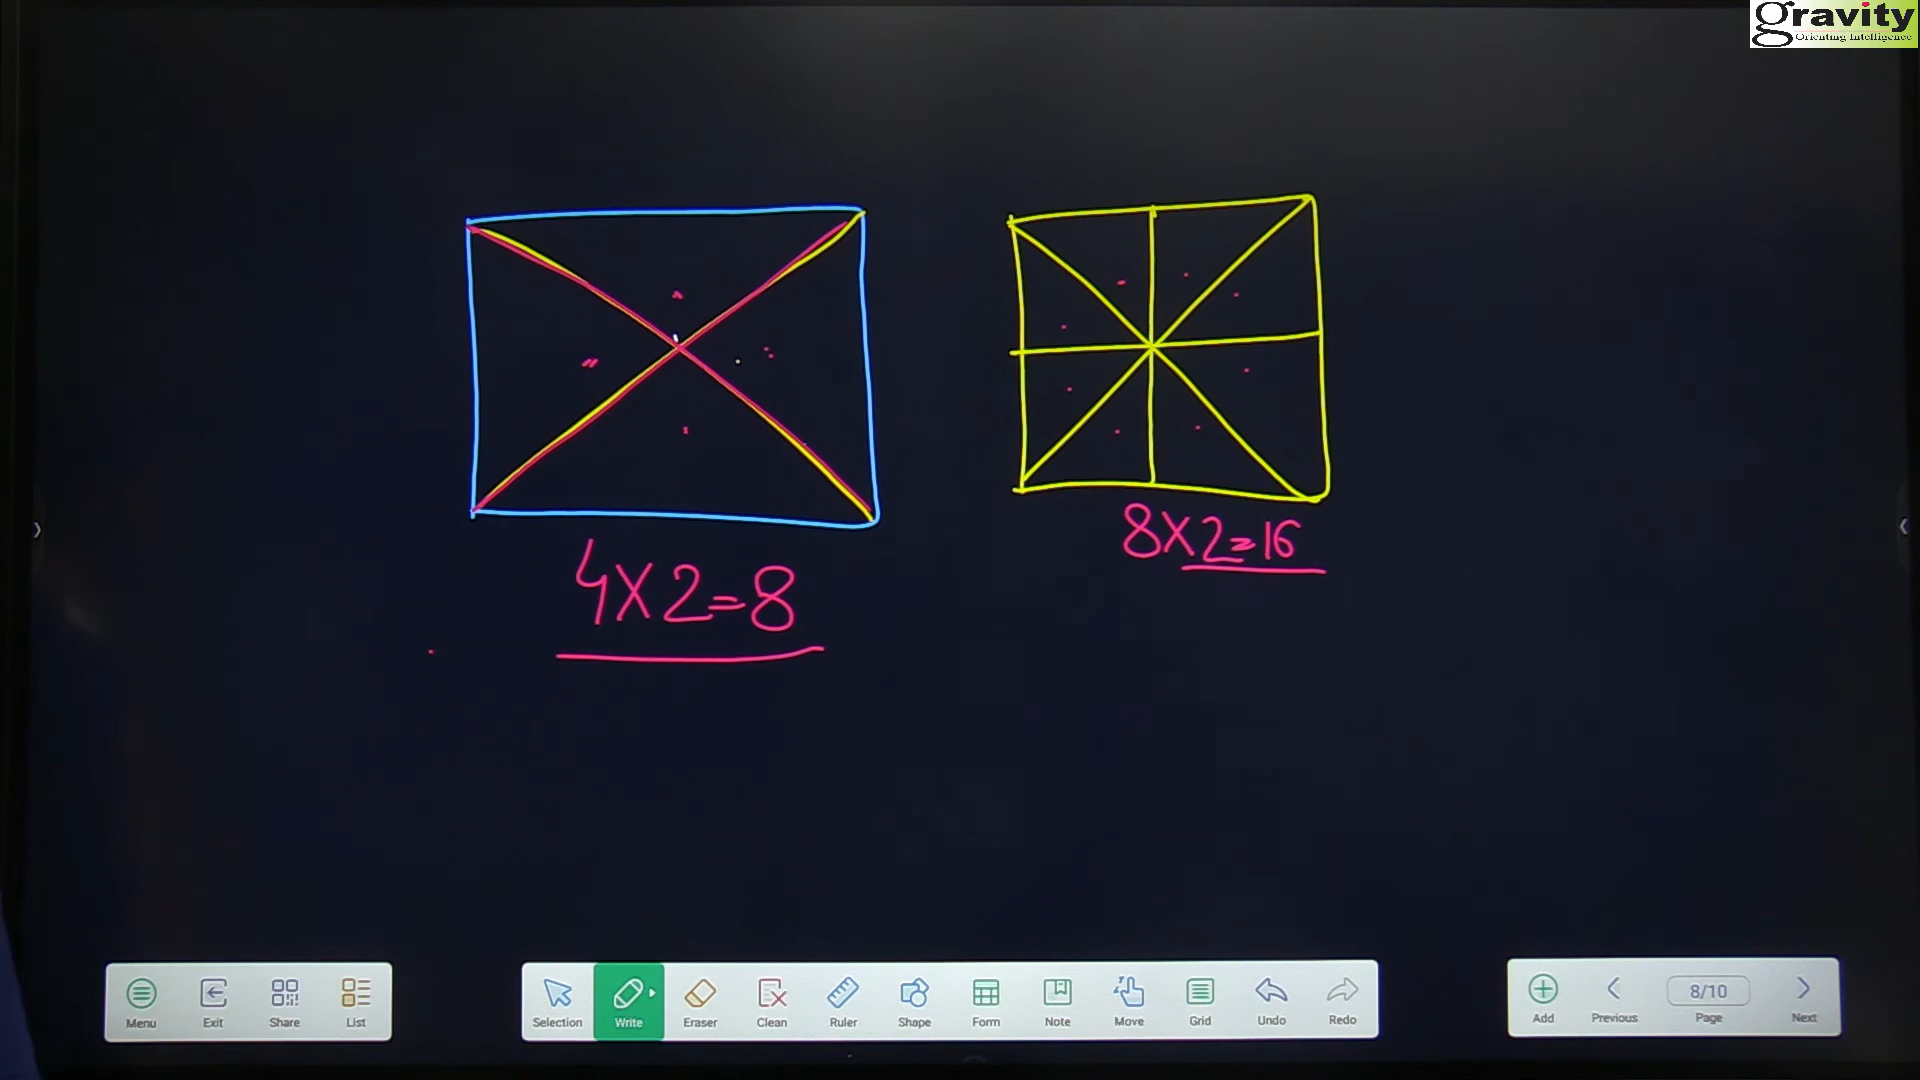 gravity
Orienting Intelligence
8X2=16
4X2=8
Menu
Exit
Share
List
Selection
Write
Eraser
Clean
Ruler
Shape
Form
Note
Move
Grid
Undo
Redo
Add
Previous
8/10
Page
Next